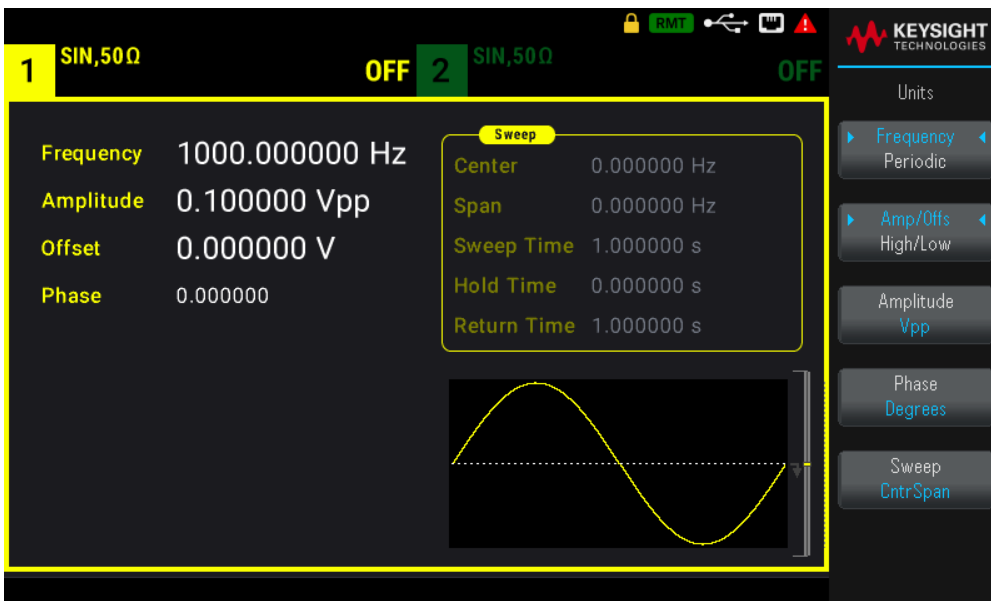 RMT
KEYSIGHT
TECHNOLOGIES
1 SIN,50Ω OFF
2 SIN,50Ω OFF
Units
Frequency 1000.000000 Hz
Amplitude 0.100000 Vpp
Offset 0.000000 V
Phase 0.000000
Sweep
Center 0.000000 Hz
Span 0.000000 Hz
Sweep Time 1.000000 s
Hold Time 0.000000 s
Return Time 1.000000 s
Frequency
Periodic
Amp/Offs
High/Low
Amplitude
Vpp
Phase
Degrees
Sweep
CntrSpan